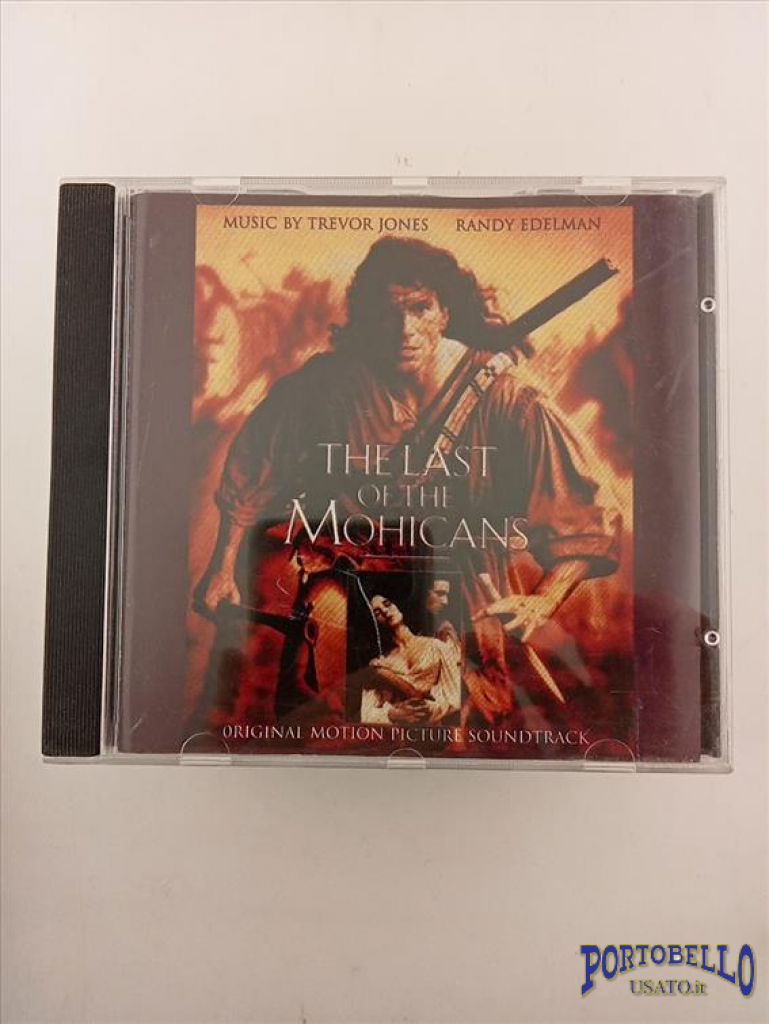 MUSIC BY TREVOR JONES RANDY EDELMAN
THE LAST
OF THE
MOHICANS
ORIGINAL MOTION PICTURE SOUNDTRACK
PORTOBELLO
USATO.it